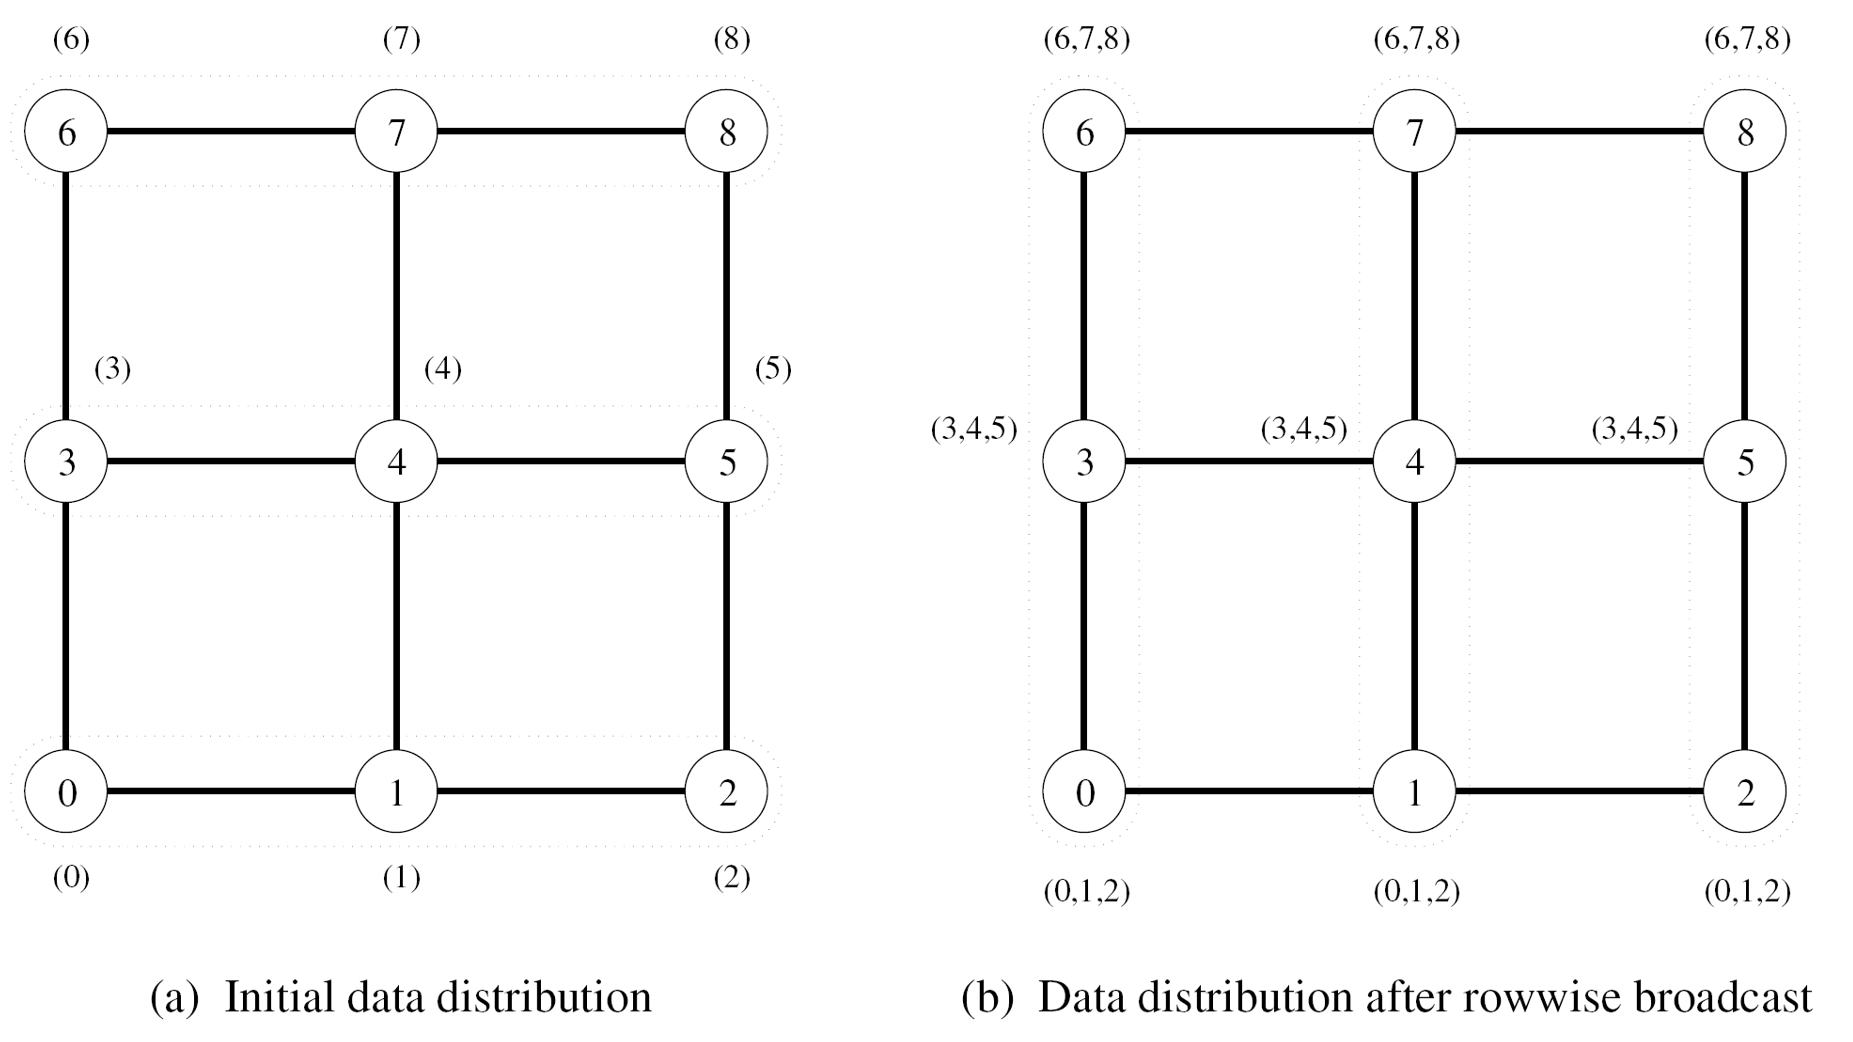 (6) (7) (8)
6 7 8
(3) (4) (5)
3 4 5
0 1 2
(0) (1) (2)
(a) Initial data distribution
(6,7,8) (6,7,8) (6,7,8)
6 7 8
(3,4,5) (3,4,5) (3,4,5)
3 4 5
0 1 2
(0,1,2) (0,1,2) (0,1,2)
(b) Data distribution after rowwise broadcast